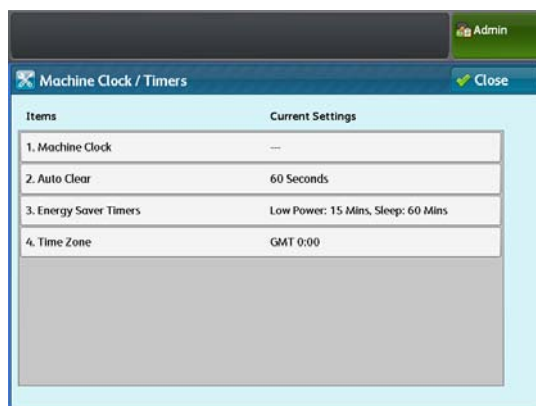 Admin
Machine Clock / Timers
Close
Items Current Settings
1. Machine Clock ---
2. Auto Clear 60 Seconds
3. Energy Saver Timers Low Power: 15 Mins, Sleep: 60 Mins
4. Time Zone GMT 0:00